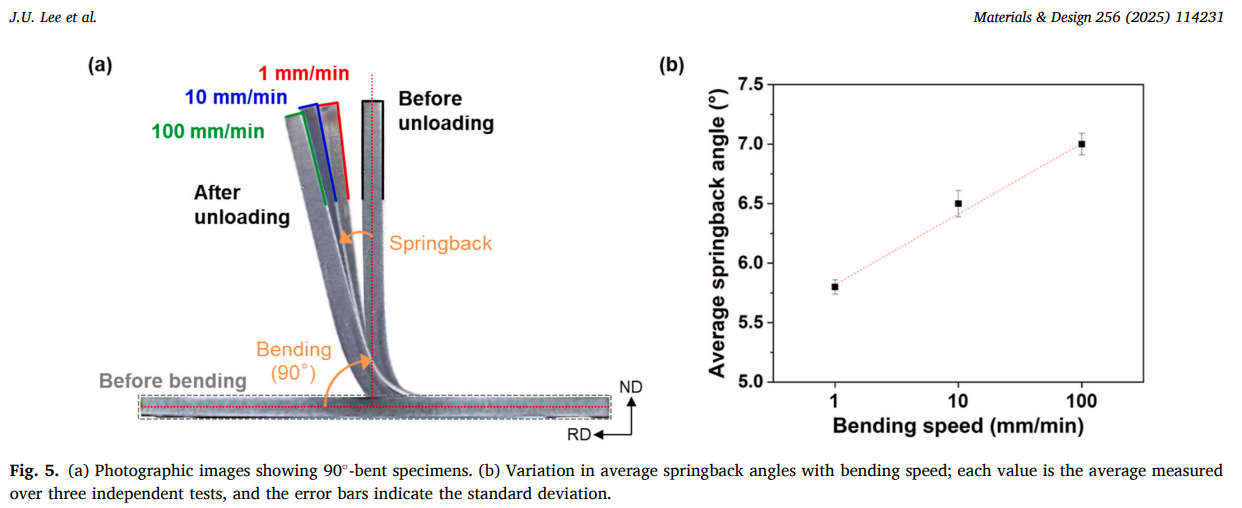 J.U. Lee et al.
Materials & Design 256 (2025) 114231
(a)
1 mm/min
10 mm/min
100 mm/min
Before
unloading
After
unloading
Springback
Bending
(90°)
Before bending
ND
RD
(b)
Average springback angle (°)
7.5
7.0
6.5
6.0
5.5
5.0
1
10
100
Bending speed (mm/min)
Fig. 5. (a) Photographic images showing 90°-bent specimens. (b) Variation in average springback angles with bending speed; each value is the average measured
over three independent tests, and the error bars indicate the standard deviation.